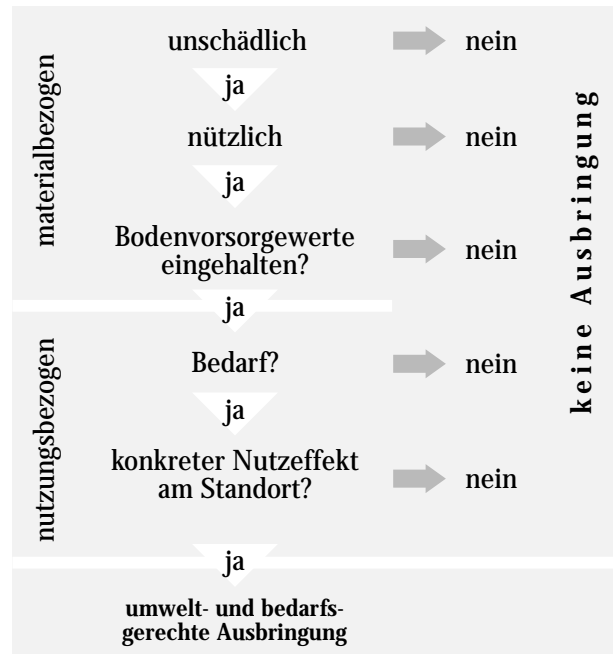 materialbezogen
unschädlich
nein
ja
nützlich
nein
ja
Bodenvorsorgewerte
eingehalten?
nein
ja
nutzungsbezogen
Bedarf?
nein
ja
konkreter Nutzeffekt
am Standort?
nein
ja
keine Ausbringung
umwelt- und bedarfs-
gerechte Ausbringung